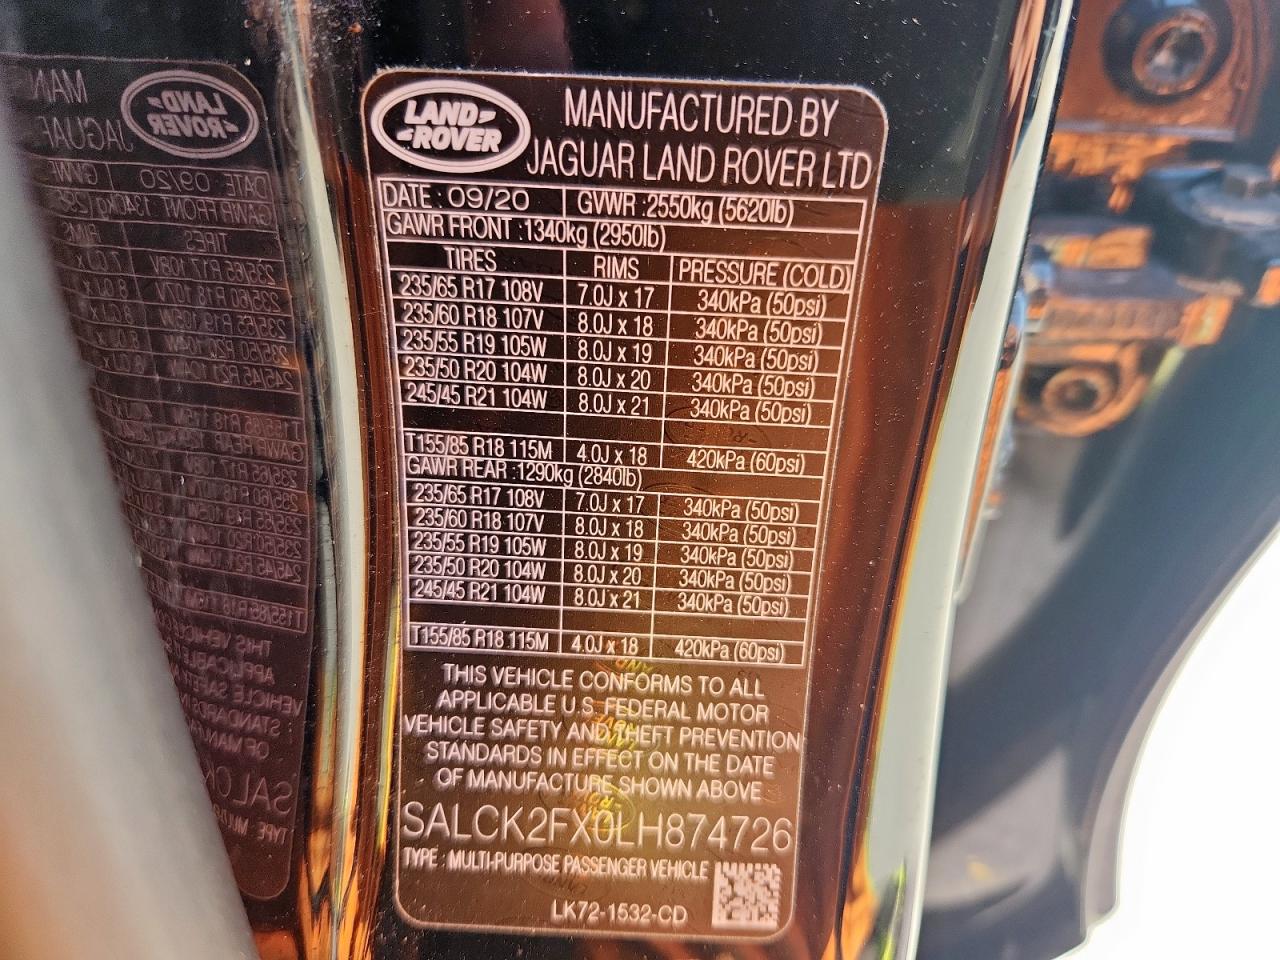 LAND ROVER
MANUFACTURED BY
JAGUAR LAND ROVER LTD
DATE : 09/20 GVWR :2550kg (5620lb)
GAWR FRONT :1340kg (2950lb)
TIRES RIMS PRESSURE (COLD)
235/65 R17 108V 7.0J x 17 340kPa (50psi)
235/60 R18 107V 8.0J x 18 340kPa (50psi)
235/55 R19 105W 8.0J x 19 340kPa (50psi)
235/50 R20 104W 8.0J x 20 340kPa (50psi)
245/45 R21 104W 8.0J x 21 340kPa (50psi)
T155/85 R18 115M 4.0J x 18 420kPa (60psi)
GAWR REAR :1290kg (2840lb)
235/65 R17 108V 7.0J x 17 340kPa (50psi)
235/60 R18 107V 8.0J x 18 340kPa (50psi)
235/55 R19 105W 8.0J x 19 340kPa (50psi)
235/50 R20 104W 8.0J x 20 340kPa (50psi)
245/45 R21 104W 8.0J x 21 340kPa (50psi)
T155/85 R18 115M 4.0J x 18 420kPa (60psi)
THIS VEHICLE CONFORMS TO ALL
APPLICABLE U.S. FEDERAL MOTOR
VEHICLE SAFETY AND THEFT PREVENTION
STANDARDS IN EFFECT ON THE DATE
OF MANUFACTURE SHOWN ABOVE
SALCK2FX0LH874726
TYPE : MULTI-PURPOSE PASSENGER VEHICLE
LK72-1532-CD